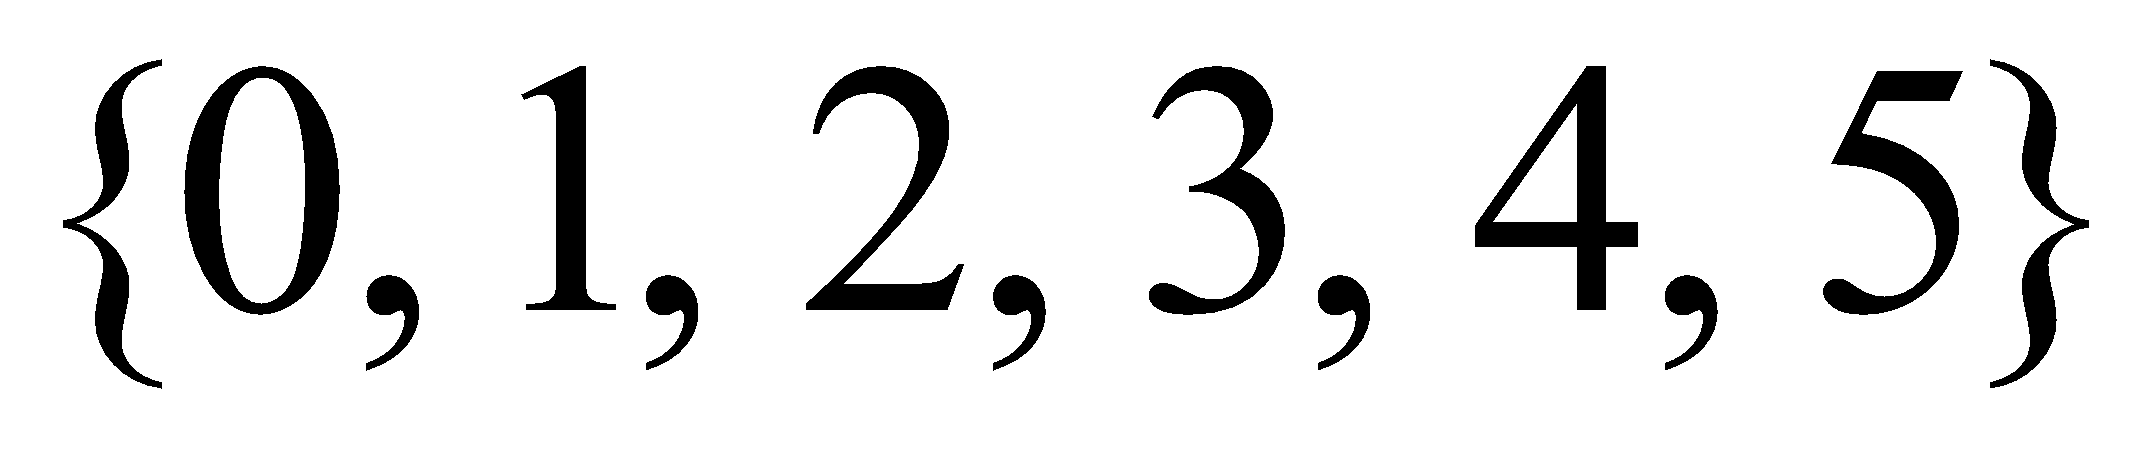 {0, 1, 2, 3, 4, 5}